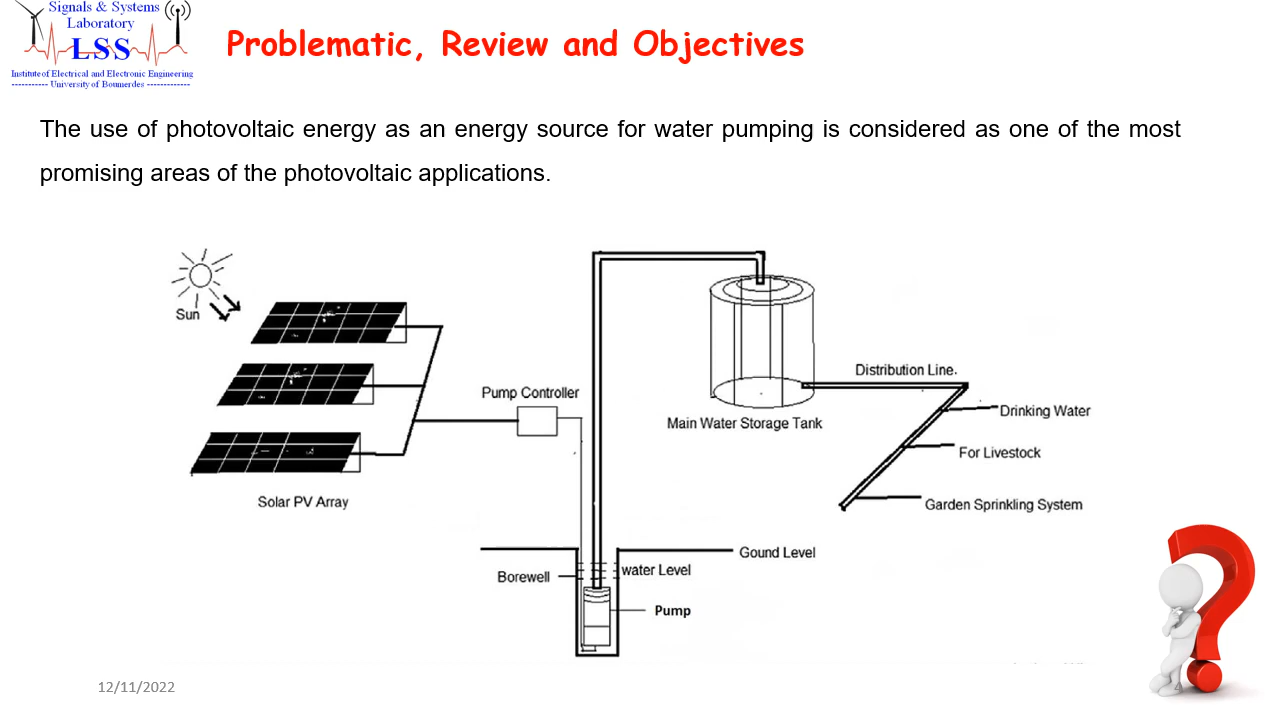 Signals & Systems
Laboratory
LSS
Institute of Electrical and Electronic Engineering
----------- University of Boumerdes -------------
Problematic, Review and Objectives
The use of photovoltaic energy as an energy source for water pumping is considered as one of the most
promising areas of the photovoltaic applications.
Sun
Distribution Line.
Pump Controller
Drinking Water
Main Water Storage Tank
For Livestock
Solar PV Array
Garden Sprinkling System
Gound Level
Borewell
water Level
Pump
12/11/2022